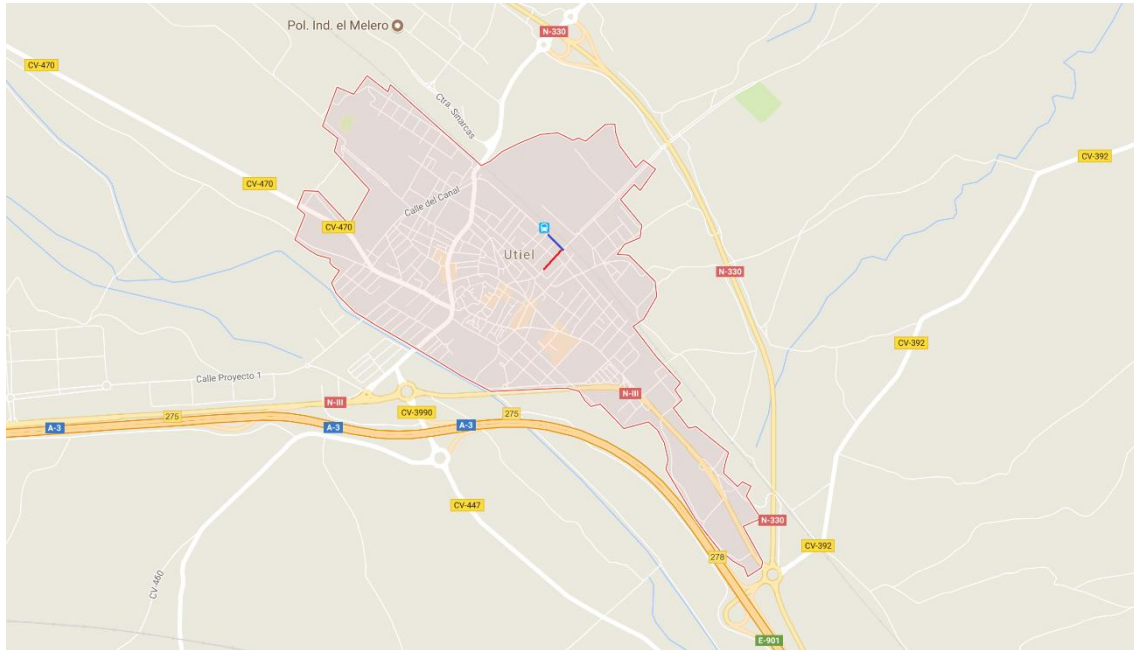 Pol. Ind. el Melero
N-330
CV-470
Ctra. Sinarcas
CV-392
CV-470
Calle del Canal
CV-470
Utiel
N-330
CV-392
Calle Proyecto 1
N-III
N-III
275
CV-3990
275
A-3
A-3
A-3
CV-447
N-330
CV-392
278
CV-460
E-901